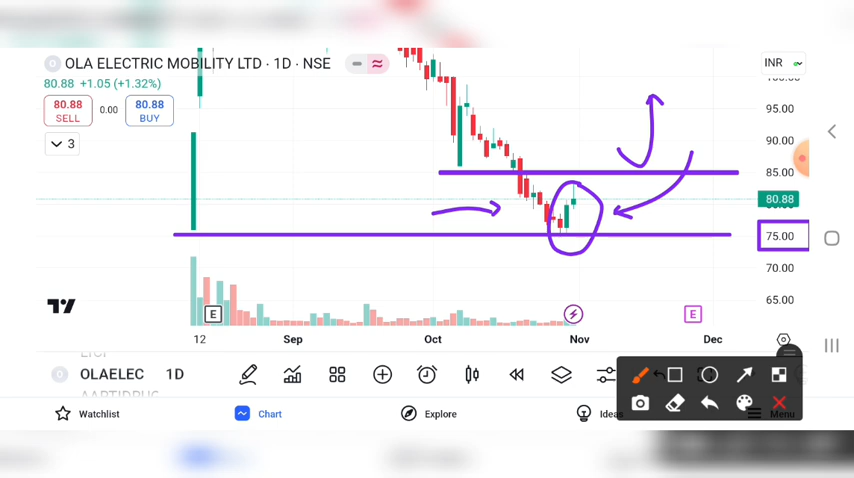 OLA ELECTRIC MOBILITY LTD · 1D · NSE
INR
80.88 +1.05 (+1.32%)
80.88
SELL
0.00
80.88
BUY
3
95.00
90.00
85.00
80.88
75.00
70.00
65.00
E
E
12
Sep
Oct
Nov
Dec
OLAELEC 1D
Watchlist
Chart
Explore
Ideas
Menu